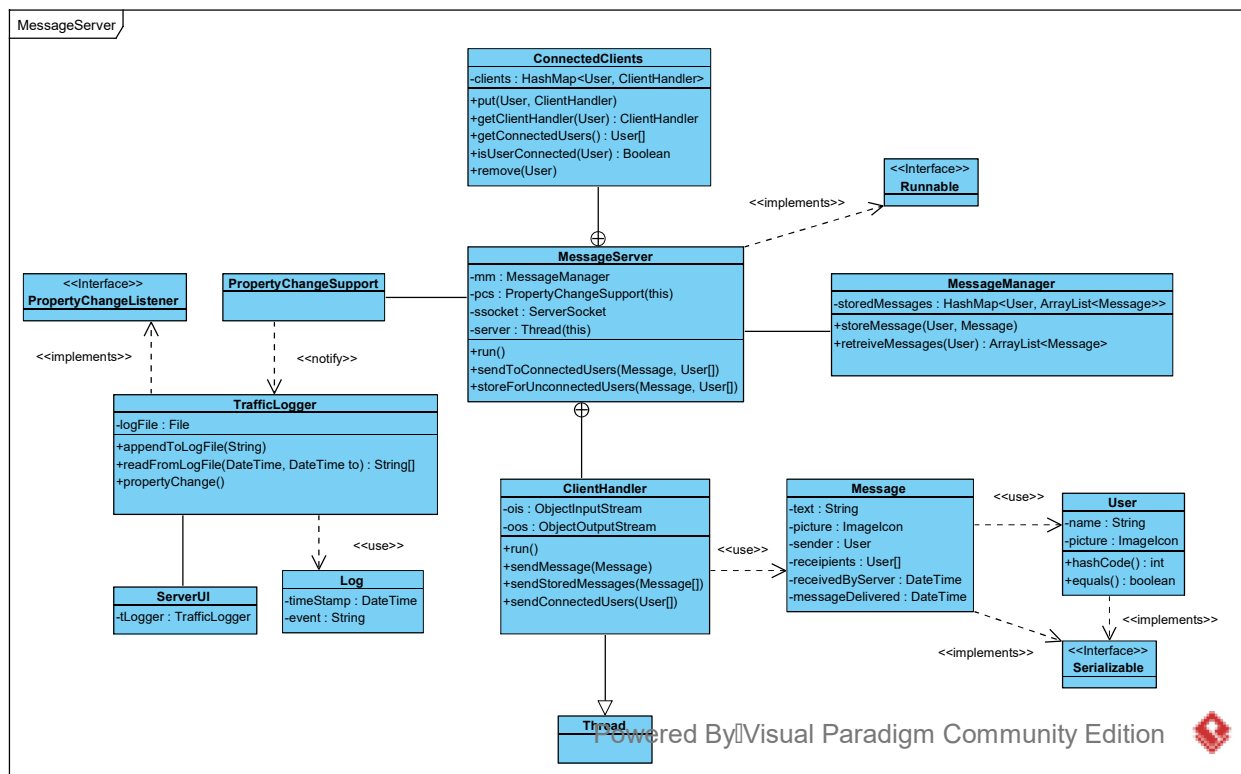 MessageServer
ConnectedClients
-clients : HashMap<User, ClientHandler>
+put(User, ClientHandler)
+getClientHandler(User) : ClientHandler
+getConnectedUsers() : User[]
+isUserConnected(User) : Boolean
+remove(User)
<<Interface>>
Runnable
<<implements>>
MessageServer
-mm : MessageManager
-pcs : PropertyChangeSupport(this)
-ssocket : ServerSocket
-server : Thread(this)
+run()
+sendToConnectedUsers(Message, User[])
+storeForUnconnectedUsers(Message, User[])
<<Interface>>
PropertyChangeListener
PropertyChangeSupport
MessageManager
-storedMessages : HashMap<User, ArrayList<Message>>
+storeMessage(User, Message)
+retreiveMessages(User) : ArrayList<Message>
<<implements>>
<<notify>>
TrafficLogger
-logFile : File
+appendToLogFile(String)
+readFromLogFile(DateTime, DateTime to) : String[]
+propertyChange()
<<use>>
ServerUI
-tLogger : TrafficLogger
Log
-timeStamp : DateTime
-event : String
ClientHandler
-ois : ObjectInputStream
-oos : ObjectOutputStream
+run()
+sendMessage(Message)
+sendStoredMessages(Message[])
+sendConnectedUsers(User[])
<<use>>
Message
-text : String
-picture : ImageIcon
-sender : User
-receipients : User[]
-receivedByServer : DateTime
-messageDelivered : DateTime
<<use>>
User
-name : String
-picture : ImageIcon
+hashCode() : int
+equals() : boolean
<<implements>>
<<implements>>
<<Interface>>
Serializable
Thread
Powered By Visual Paradigm Community Edition